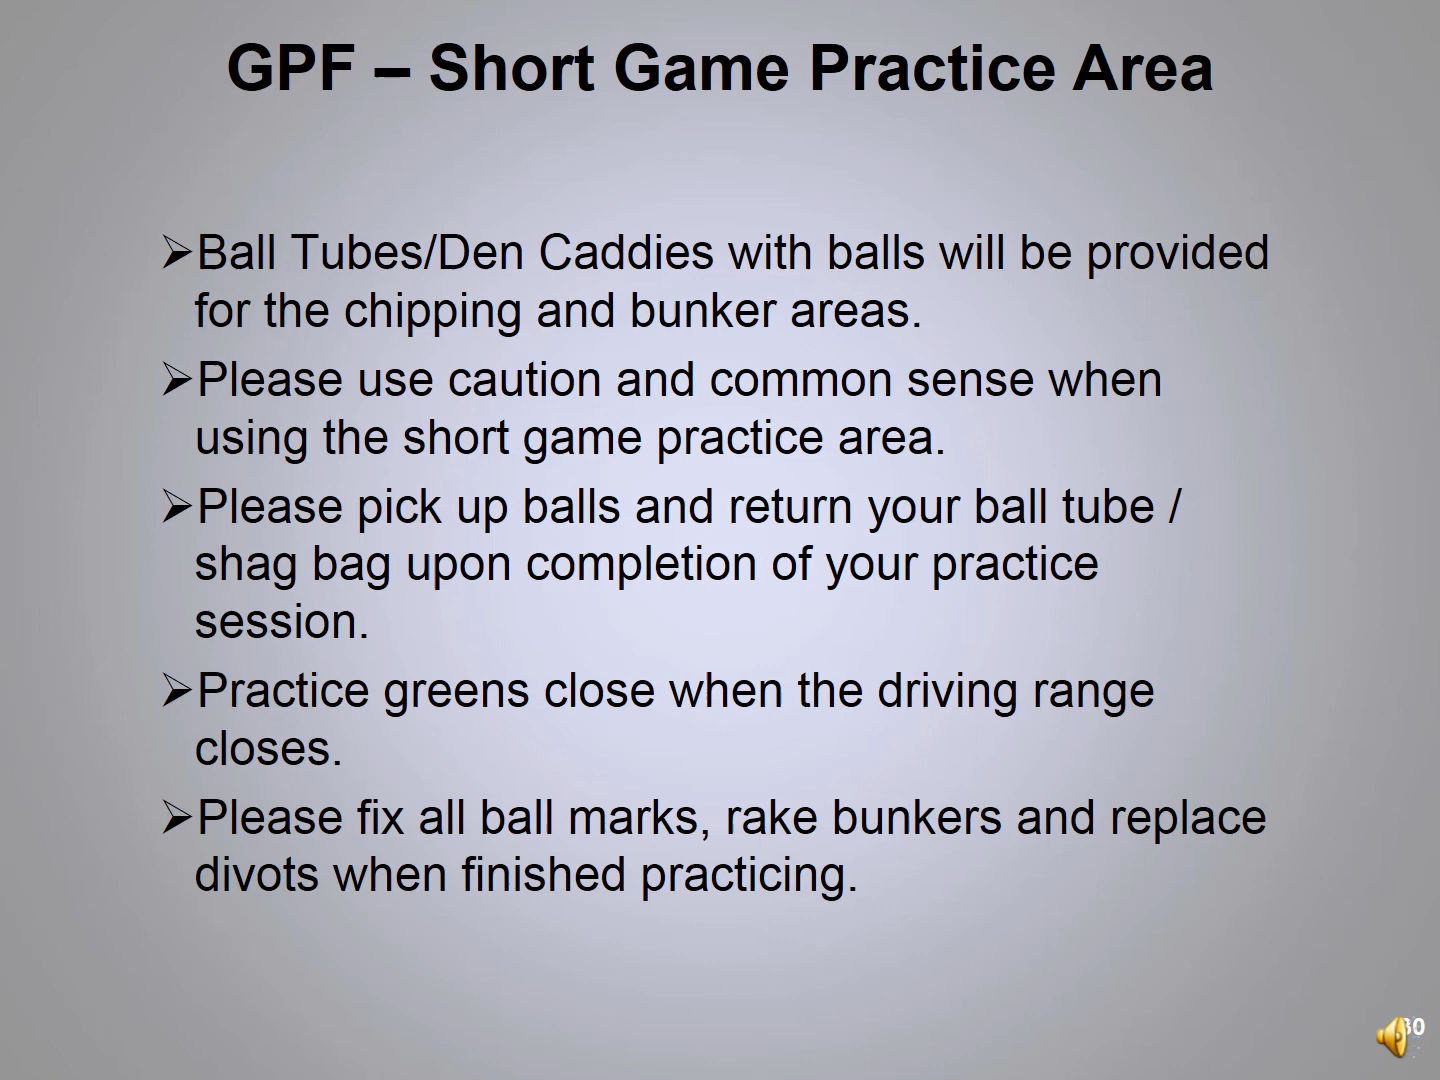 GPF – Short Game Practice Area
➢Ball Tubes/Den Caddies with balls will be provided
for the chipping and bunker areas.
➢Please use caution and common sense when
using the short game practice area.
➢Please pick up balls and return your ball tube /
shag bag upon completion of your practice
session.
➢Practice greens close when the driving range
closes.
➢Please fix all ball marks, rake bunkers and replace
divots when finished practicing.